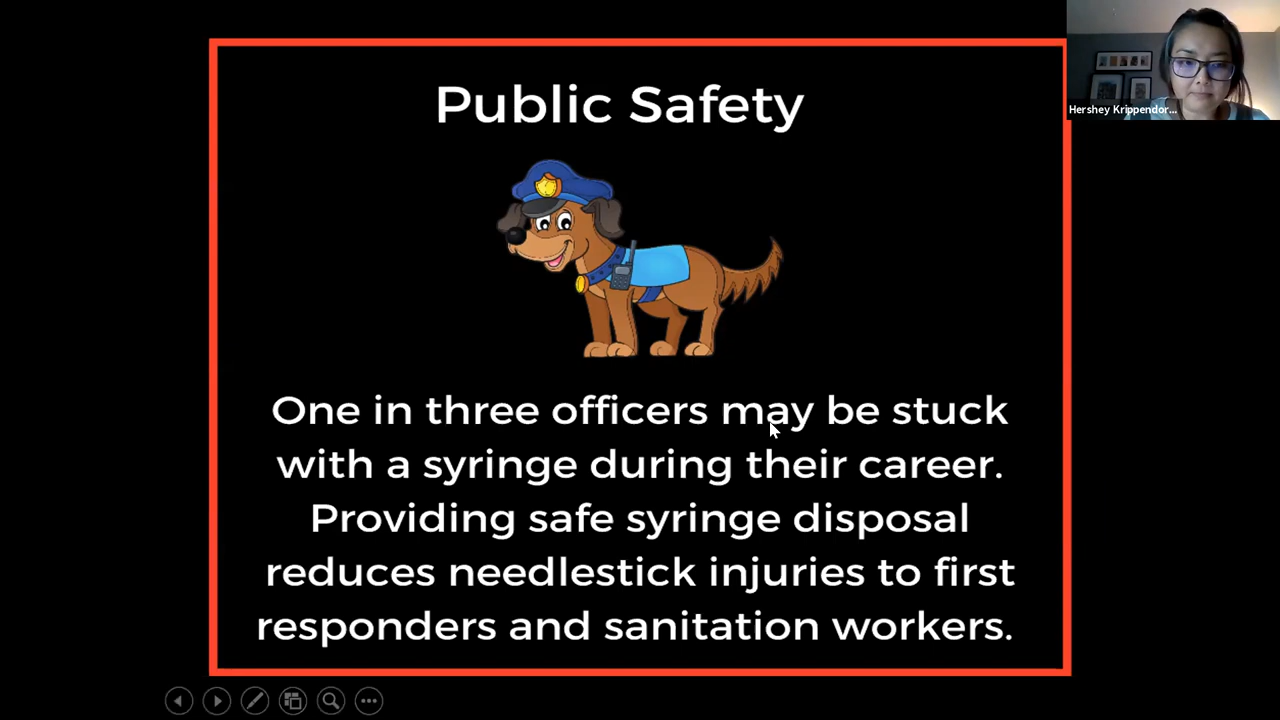 Public Safety
Hershey Krippendor...
One in three officers may be stuck
with a syringe during their career.
Providing safe syringe disposal
reduces needlestick injuries to first
responders and sanitation workers.